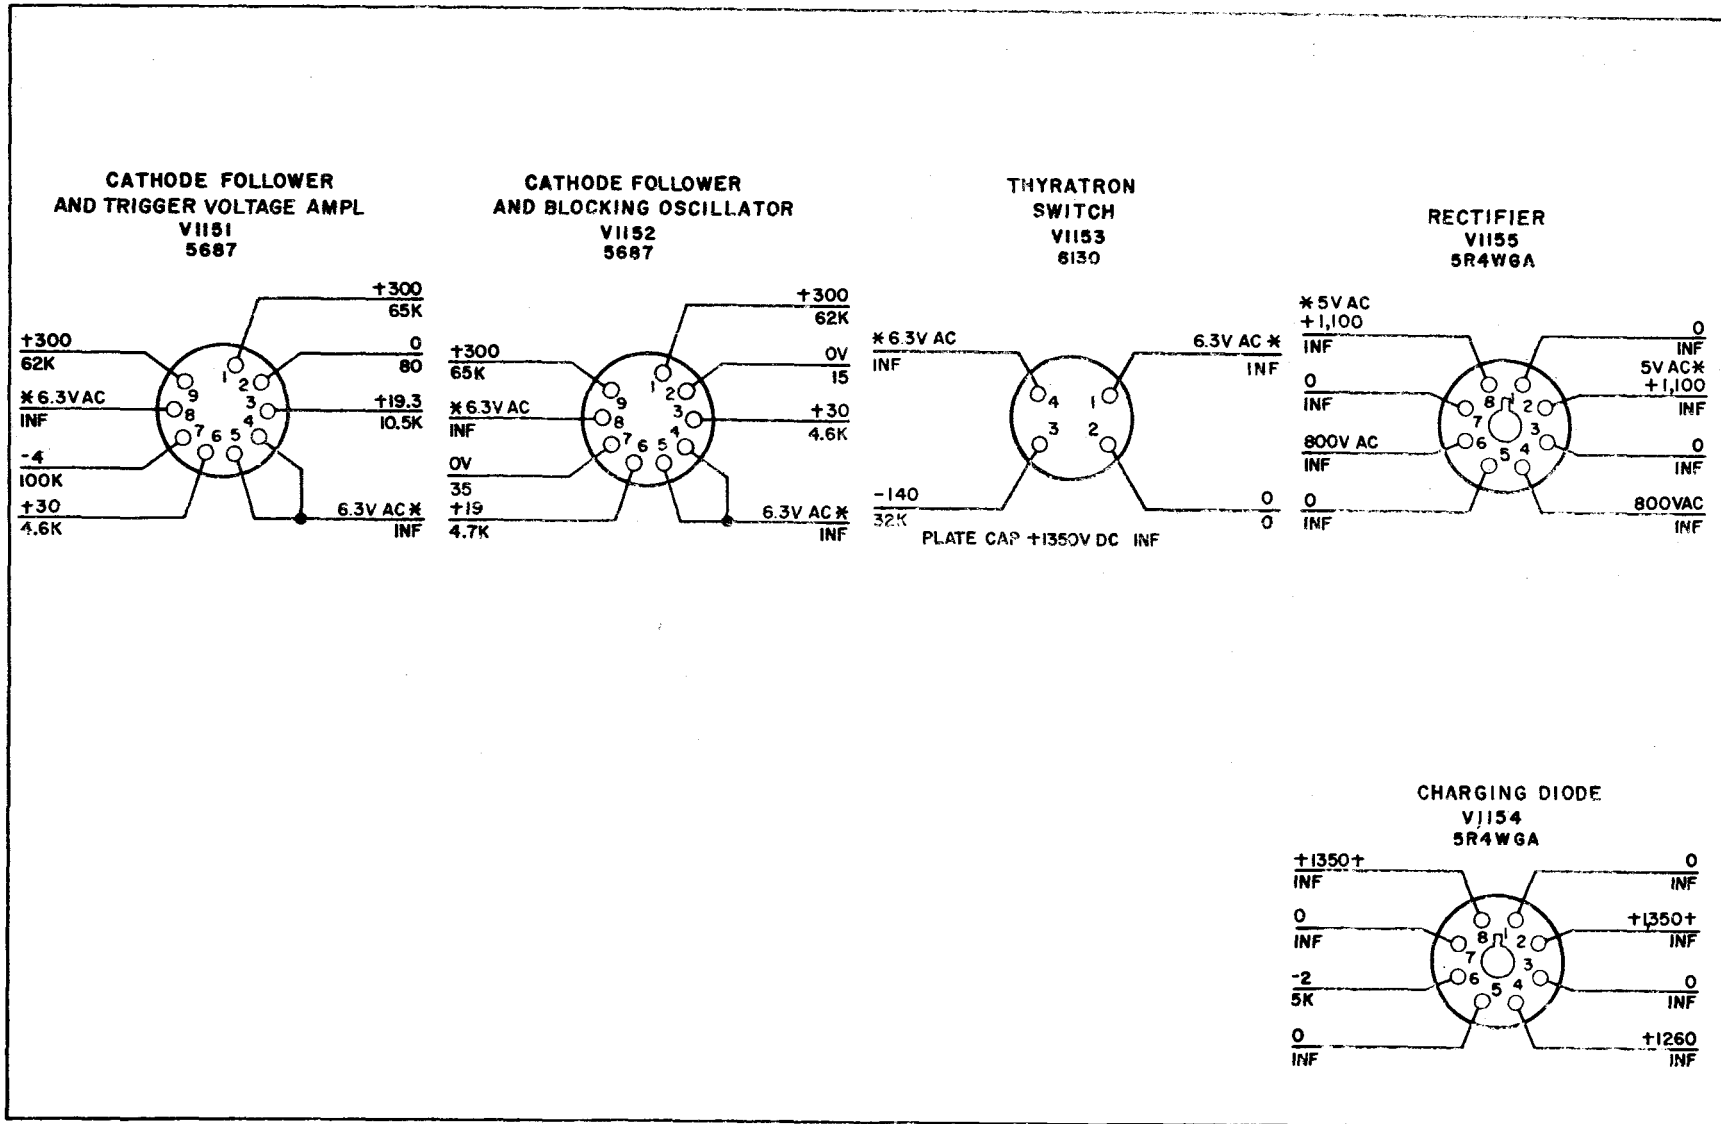 CATHODE FOLLOWER
AND TRIGGER VOLTAGE AMPL
V1151
5687
+300
65K
+300
62K
0
80
* 6.3V AC
INF
+19.3
10.5K
-4
100K
+30
4.6K
6.3V AC *
INF
1
2
3
4
5
6
7
8
9
CATHODE FOLLOWER
AND BLOCKING OSCILLATOR
V1152
5687
+300
62K
+300
65K
0V
15
* 6.3V AC
INF
+30
4.6K
0V
35
+19
4.7K
6.3V AC *
INF
1
2
3
4
5
6
7
8
9
THYRATRON
SWITCH
V1153
6130
* 6.3V AC
INF
6.3V AC *
INF
4
1
3
2
-140
32K
0
0
PLATE CAP +1350V DC INF
RECTIFIER
V1155
5R4WGA
* 5V AC
+1,100
INF
0
INF
0
INF
5V AC*
+1,100
INF
800V AC
INF
0
INF
0
INF
800VAC
INF
8
1
7
2
6
3
5
4
CHARGING DIODE
V1154
5R4WGA
+1350+
INF
0
INF
0
INF
+1350+
INF
-2
5K
0
INF
0
INF
+1260
INF
8
1
7
2
6
3
5
4